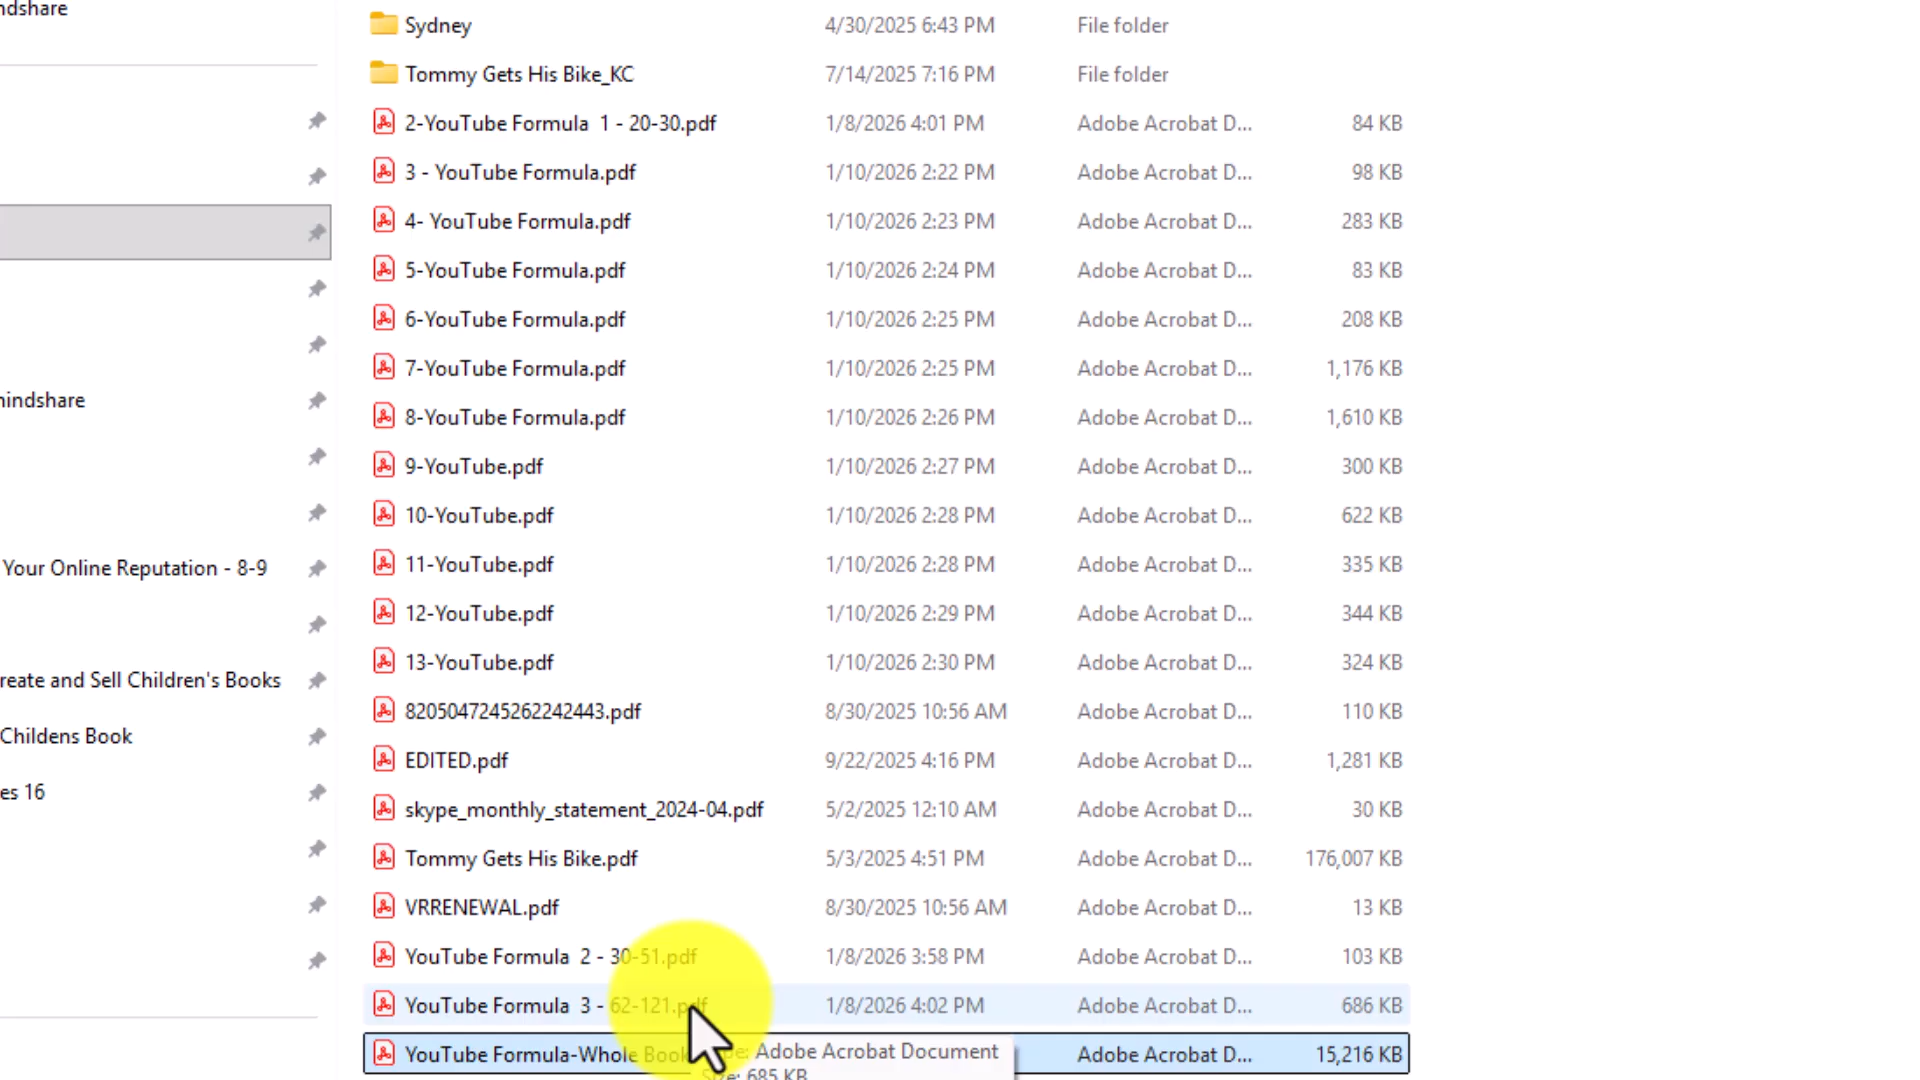 ndshare
Sydney 4/30/2025 6:43 PM File folder
Tommy Gets His Bike_KC 7/14/2025 7:16 PM File folder
2-YouTube Formula  1 - 20-30.pdf 1/8/2026 4:01 PM Adobe Acrobat D... 84 KB
3 - YouTube Formula.pdf 1/10/2026 2:22 PM Adobe Acrobat D... 98 KB
4- YouTube Formula.pdf 1/10/2026 2:23 PM Adobe Acrobat D... 283 KB
5-YouTube Formula.pdf 1/10/2026 2:24 PM Adobe Acrobat D... 83 KB
6-YouTube Formula.pdf 1/10/2026 2:25 PM Adobe Acrobat D... 208 KB
7-YouTube Formula.pdf 1/10/2026 2:25 PM Adobe Acrobat D... 1,176 KB
nindshare
8-YouTube Formula.pdf 1/10/2026 2:26 PM Adobe Acrobat D... 1,610 KB
9-YouTube.pdf 1/10/2026 2:27 PM Adobe Acrobat D... 300 KB
10-YouTube.pdf 1/10/2026 2:28 PM Adobe Acrobat D... 622 KB
Your Online Reputation - 8-9
11-YouTube.pdf 1/10/2026 2:28 PM Adobe Acrobat D... 335 KB
12-YouTube.pdf 1/10/2026 2:29 PM Adobe Acrobat D... 344 KB
reate and Sell Children's Books
13-YouTube.pdf 1/10/2026 2:30 PM Adobe Acrobat D... 324 KB
Childens Book
8205047245262242443.pdf 8/30/2025 10:56 AM Adobe Acrobat D... 110 KB
EDITED.pdf 9/22/2025 4:16 PM Adobe Acrobat D... 1,281 KB
es 16
skype_monthly_statement_2024-04.pdf 5/2/2025 12:10 AM Adobe Acrobat D... 30 KB
Tommy Gets His Bike.pdf 5/3/2025 4:51 PM Adobe Acrobat D... 176,007 KB
VRRENEWAL.pdf 8/30/2025 10:56 AM Adobe Acrobat D... 13 KB
YouTube Formula  2 - 30-51.pdf 1/8/2026 3:58 PM Adobe Acrobat D... 103 KB
YouTube Formula  3 - 62-121.pdf 1/8/2026 4:02 PM Adobe Acrobat D... 686 KB
YouTube Formula-Whole Book Adobe Acrobat D... 15,216 KB
pe: Adobe Acrobat Document
Size: 685 KB